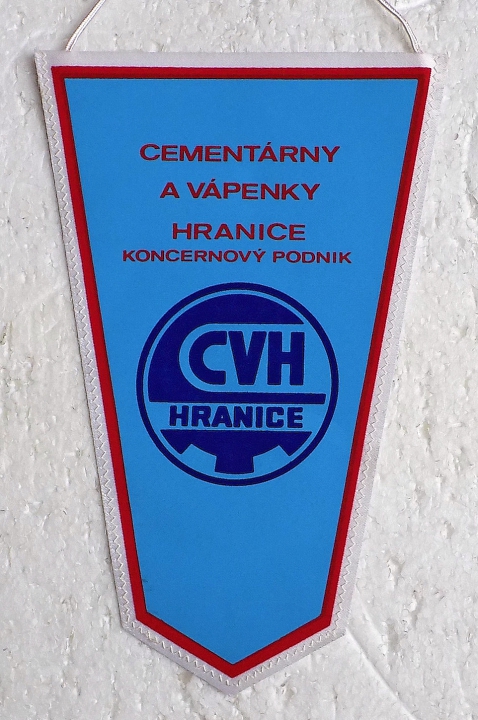 CEMENTÁRNY
A VÁPENKY
HRANICE
KONCERNOVÝ PODNIK
CVH
HRANICE